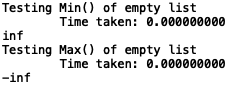 Testing Min() of empty list
        Time taken: 0.000000000
inf
Testing Max() of empty list
        Time taken: 0.000000000
-inf